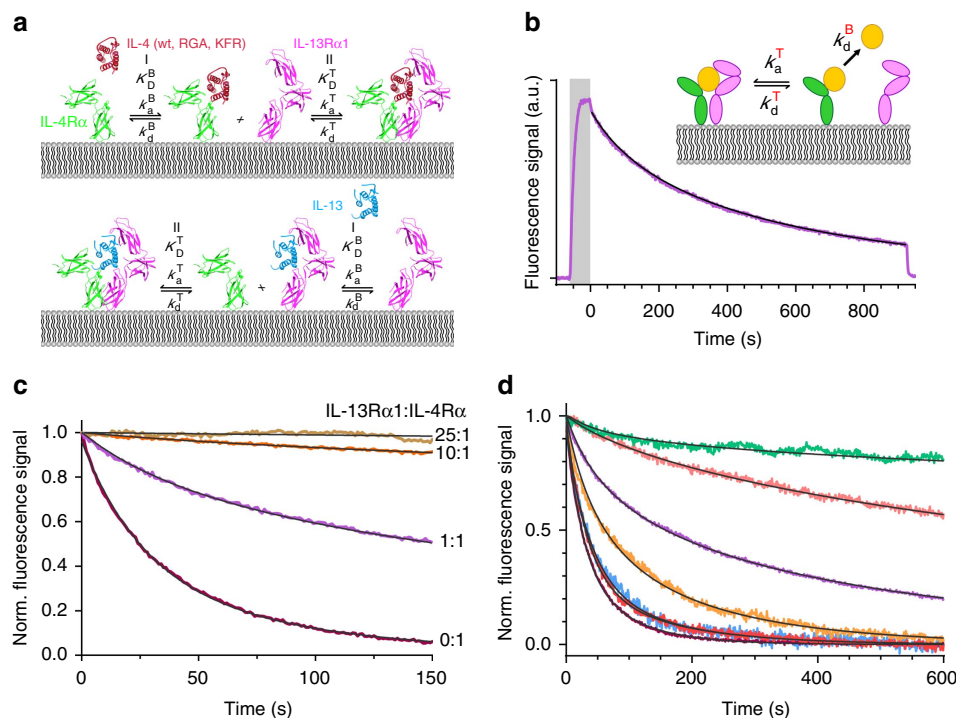 a
IL-4 (wt, RGA, KFR)
IL-13Rα1
I
II
K_D^B
K_D^T
k_a^B
k_a^T
IL-4Rα
k_d^B
+
k_d^T
IL-13
II
I
K_D^T
K_D^B
k_a^T
k_a^B
k_d^T
+
k_d^B
b
Fluorescence signal (a.u.)
k_a^T
k_d^T
k_d^B
0 200 400 600 800
Time (s)
c
IL-13Rα1:IL-4Rα
Norm. fluorescence signal
1.0
0.8
0.6
0.4
0.2
0.0
25:1
10:1
1:1
0:1
0 50 100 150
Time (s)
d
Norm. fluorescence signal
1.0
0.5
0.0
0 200 400 600
Time (s)